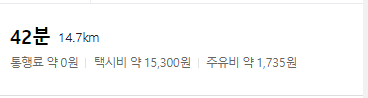 42분 14.7km
통행료 약 0원 택시비 약 15,300원 주유비 약 1,735원